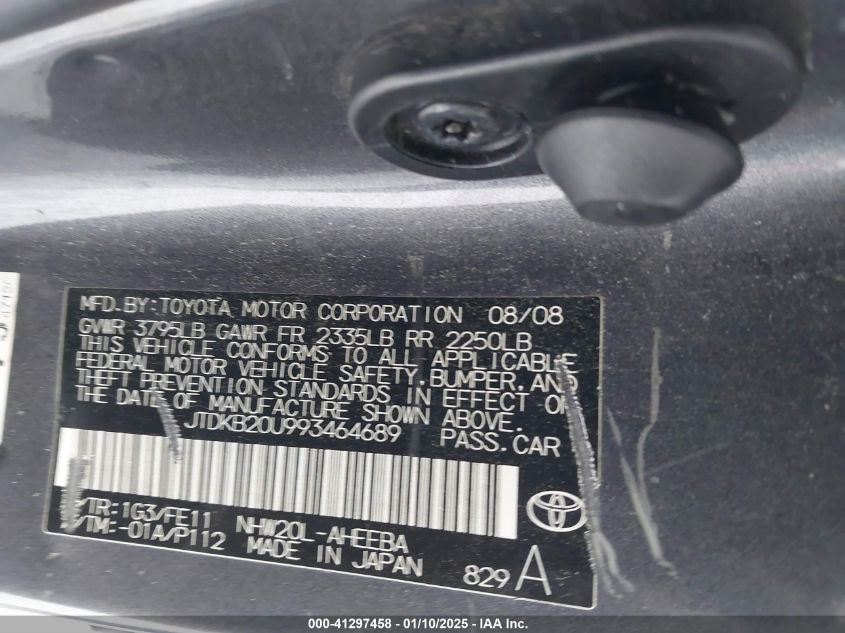 MFD. BY: TOYOTA MOTOR CORPORATION 08/08
GVWR 3795LB GAWR FR 2335LB RR 2250LB
THIS VEHICLE CONFORMS TO ALL APPLICABLE
FEDERAL MOTOR VEHICLE SAFETY, BUMPER, AND
THEFT PREVENTION STANDARDS IN EFFECT ON
THE DATE OF MANUFACTURE SHOWN ABOVE.
JTDKB20U993464689 PASS. CAR
/TR: 1G3/FE11 NHW20L-AHEEBA
/TM: -01A/P112 MADE IN JAPAN
829 A
000-41297458 - 01/10/2025 - IAA Inc.